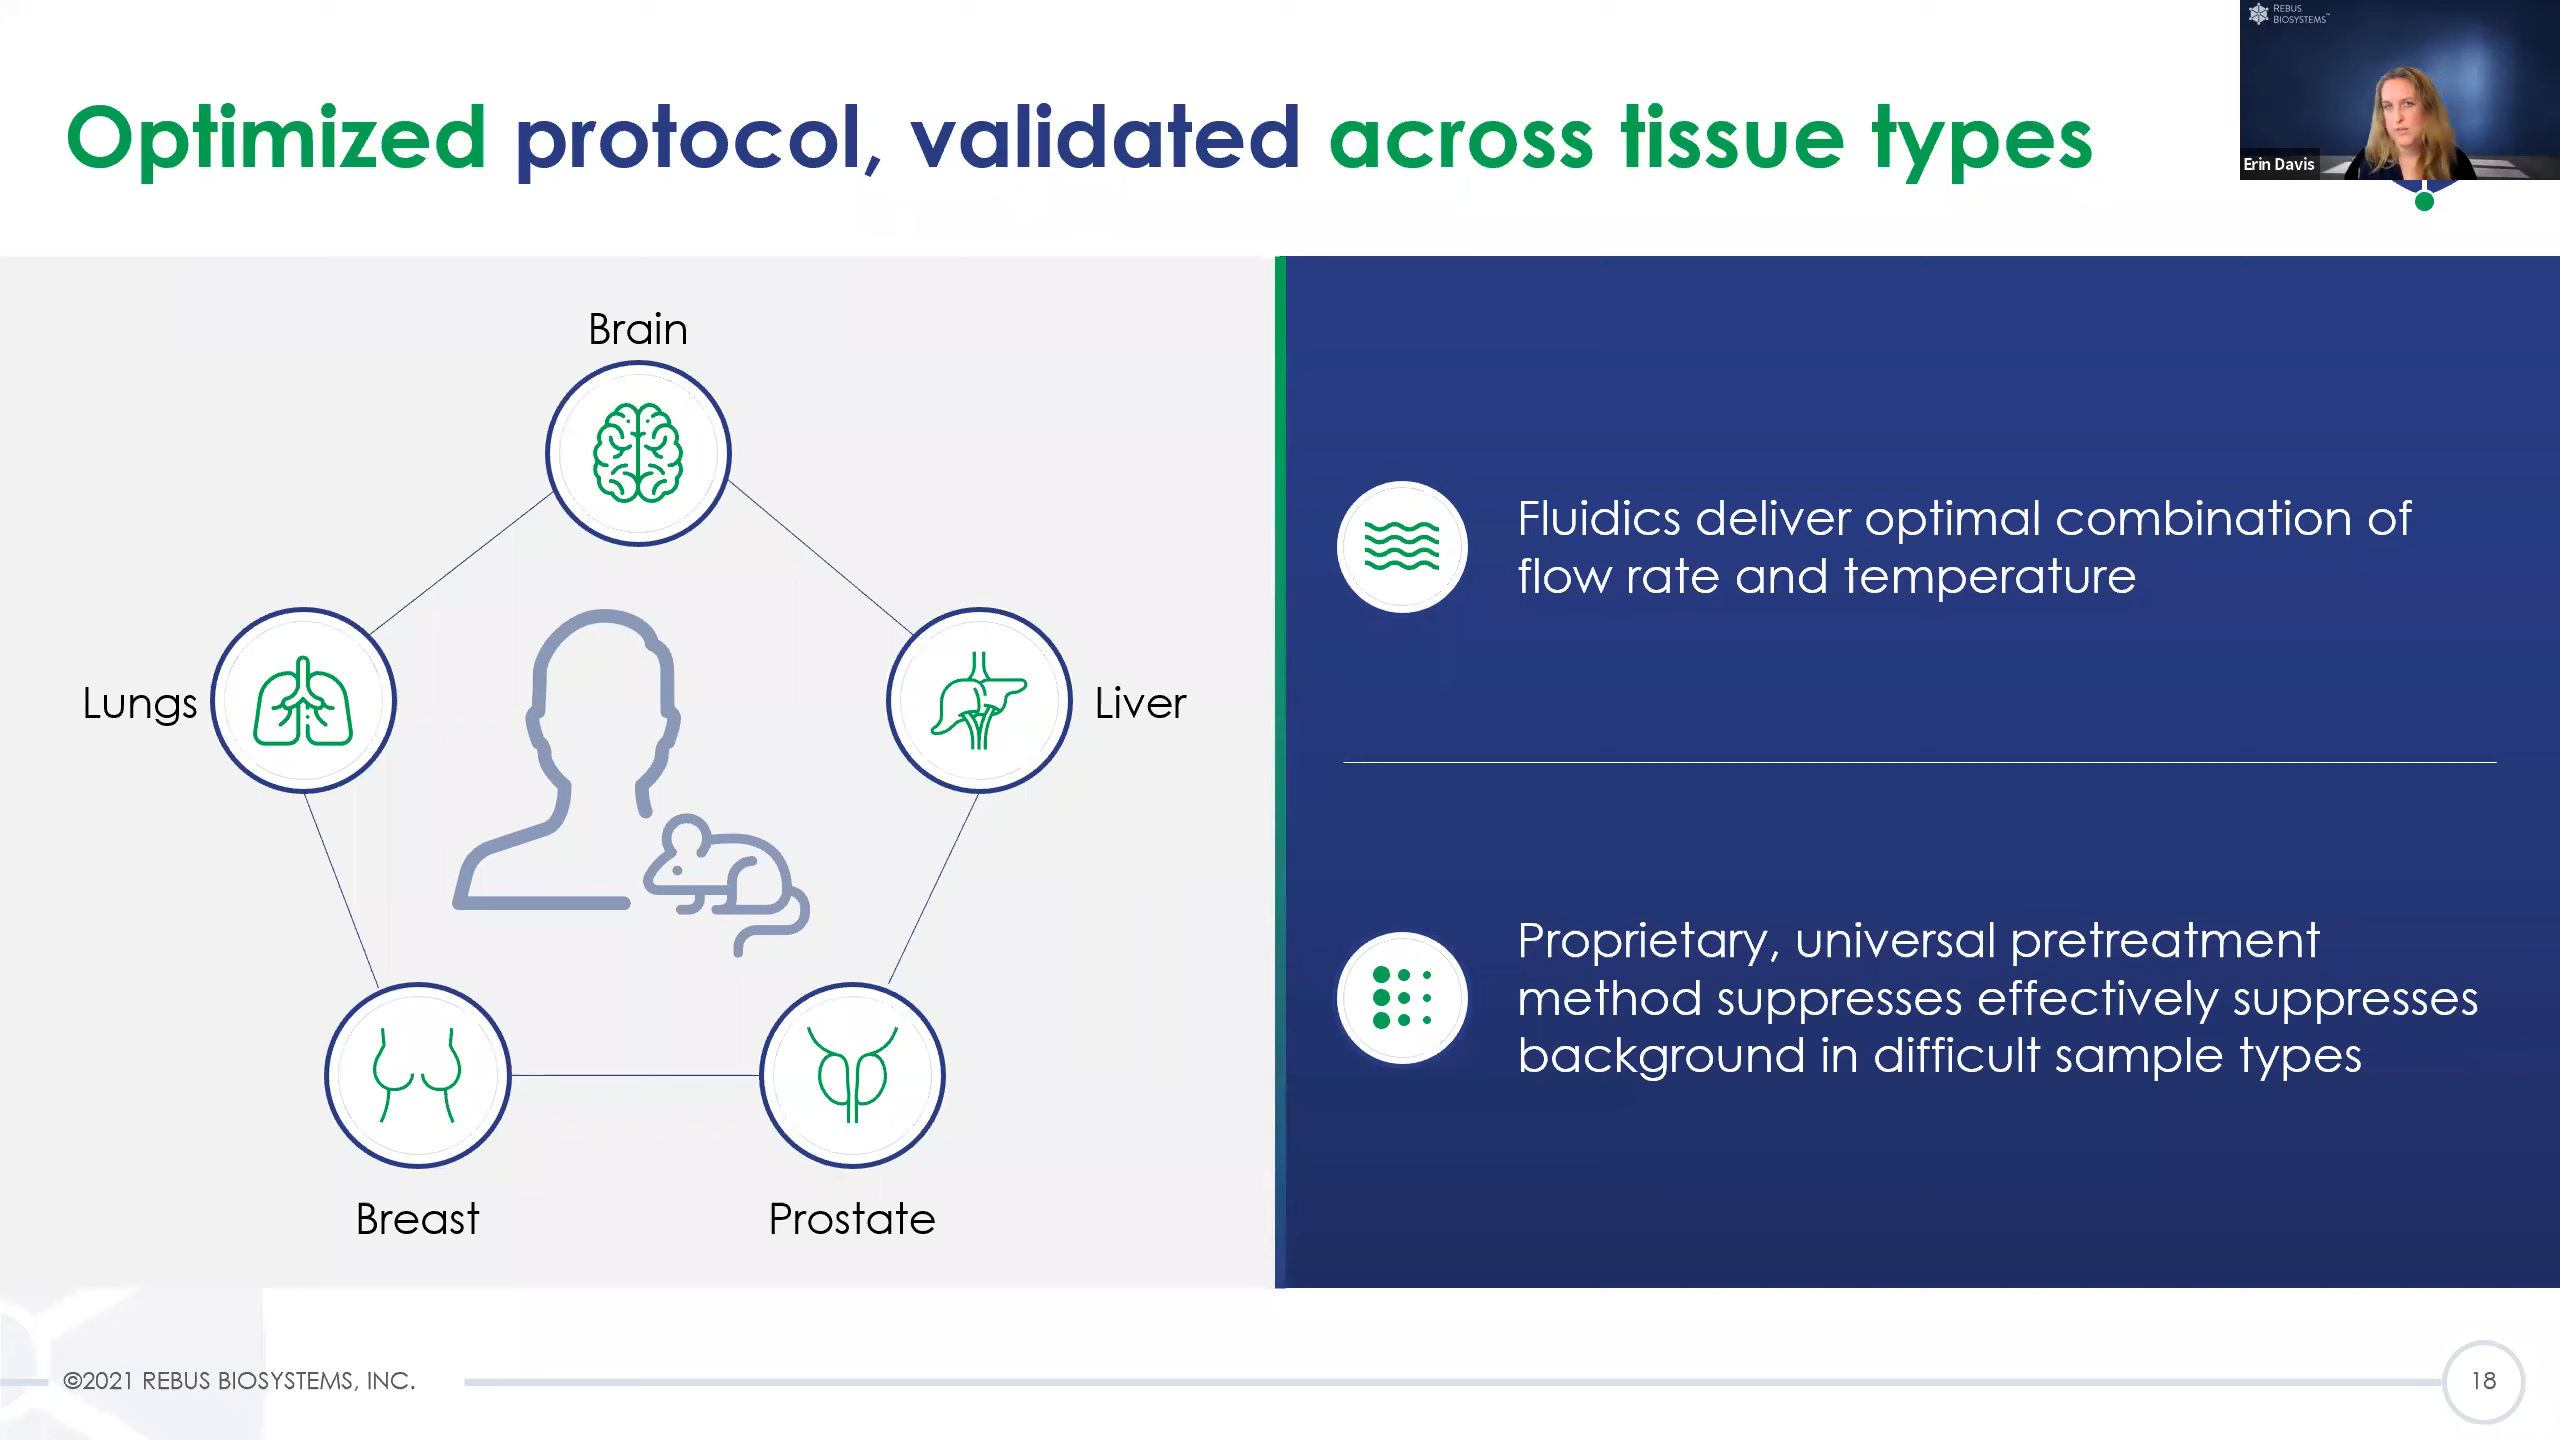 REBUS
BIOSYSTEMS™
Optimized protocol, validated across tissue types
Erin Davis
Brain
Lungs
Liver
Breast
Prostate
Fluidics deliver optimal combination of
flow rate and temperature
Proprietary, universal pretreatment
method suppresses effectively suppresses
background in difficult sample types
©2021 REBUS BIOSYSTEMS, INC.
18